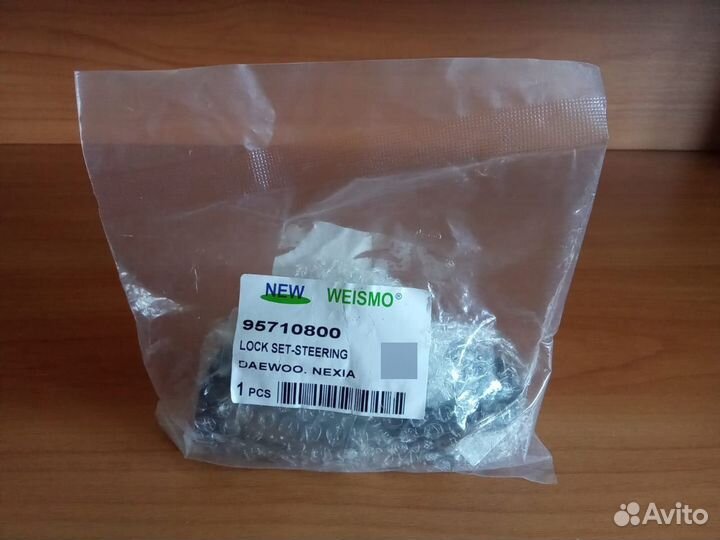 NEW WEISMO®
95710800
LOCK SET-STEERING
DAEWOO. NEXIA
1 PCS
Avito